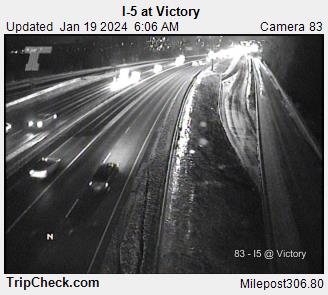 I-5 at Victory
Updated Jan 19 2024 6:06 AM
Camera 83
T
N
83 - I5 @ Victory
TripCheck.com
Milepost306.80